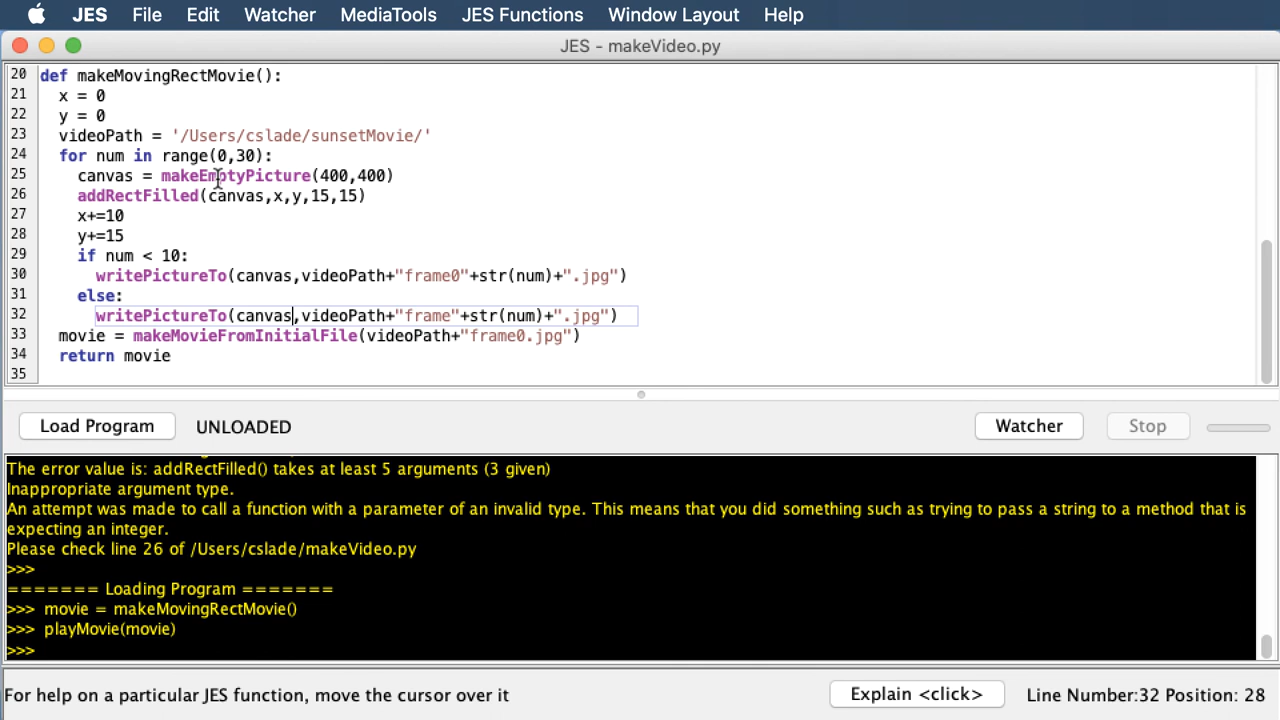 JES File Edit Watcher MediaTools JES Functions Window Layout Help
JES - makeVideo.py
20 def makeMovingRectMovie():
21   x = 0
22   y = 0
23   videoPath = '/Users/cslade/sunsetMovie/'
24   for num in range(0,30):
25     canvas = makeEmptyPicture(400,400)
26     addRectFilled(canvas,x,y,15,15)
27     x+=10
28     y+=15
29     if num < 10:
30       writePictureTo(canvas,videoPath+"frame0"+str(num)+".jpg")
31     else:
32       writePictureTo(canvas,videoPath+"frame"+str(num)+".jpg")
33   movie = makeMovieFromInitialFile(videoPath+"frame0.jpg")
34   return movie
35
Load Program UNLOADED Watcher Stop
The error value is: addRectFilled() takes at least 5 arguments (3 given)
Inappropriate argument type.
An attempt was made to call a function with a parameter of an invalid type. This means that you did something such as trying to pass a string to a method that is
expecting an integer.
Please check line 26 of /Users/cslade/makeVideo.py
>>>
======= Loading Program =======
>>> movie = makeMovingRectMovie()
>>> playMovie(movie)
>>>
For help on a particular JES function, move the cursor over it Explain <click> Line Number:32 Position: 28